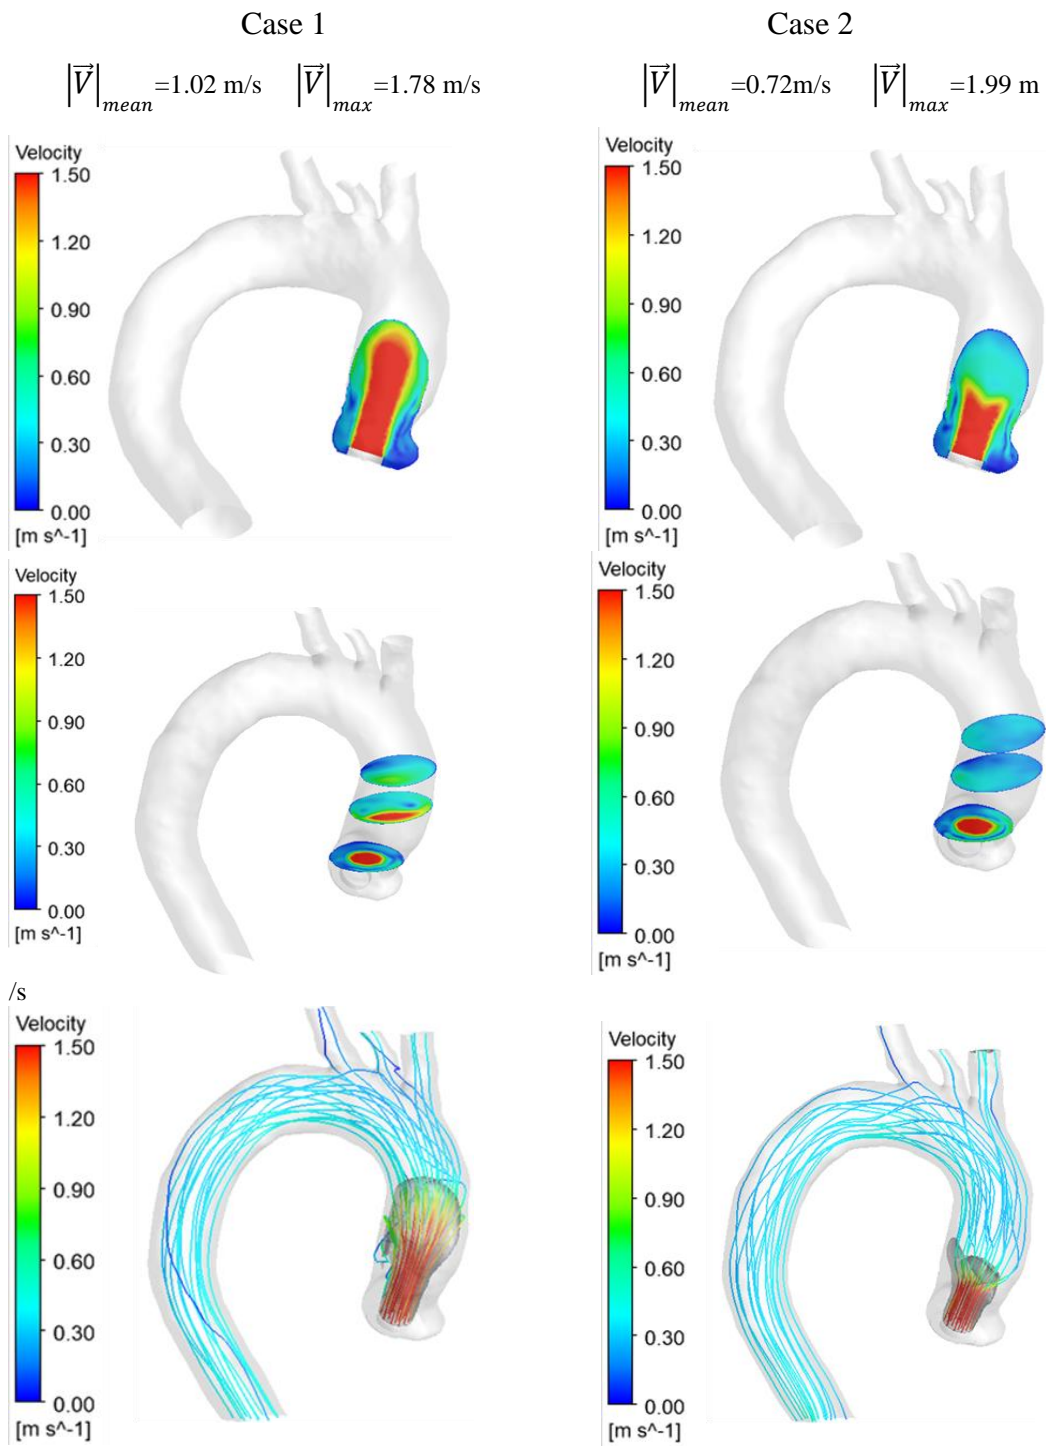 Case 1 Case 2
|V⃗|mean=1.02 m/s |V⃗|max=1.78 m/s |V⃗|mean=0.72m/s |V⃗|max=1.99 m
Velocity Velocity
1.50 1.50
1.20 1.20
0.90 0.90
0.60 0.60
0.30 0.30
0.00 0.00
[m s^-1] [m s^-1]
Velocity Velocity
1.50 1.50
1.20 1.20
0.90 0.90
0.60 0.60
0.30 0.30
0.00 0.00
[m s^-1] [m s^-1]
/s
Velocity Velocity
1.50 1.50
1.20 1.20
0.90 0.90
0.60 0.60
0.30 0.30
0.00 0.00
[m s^-1] [m s^-1]